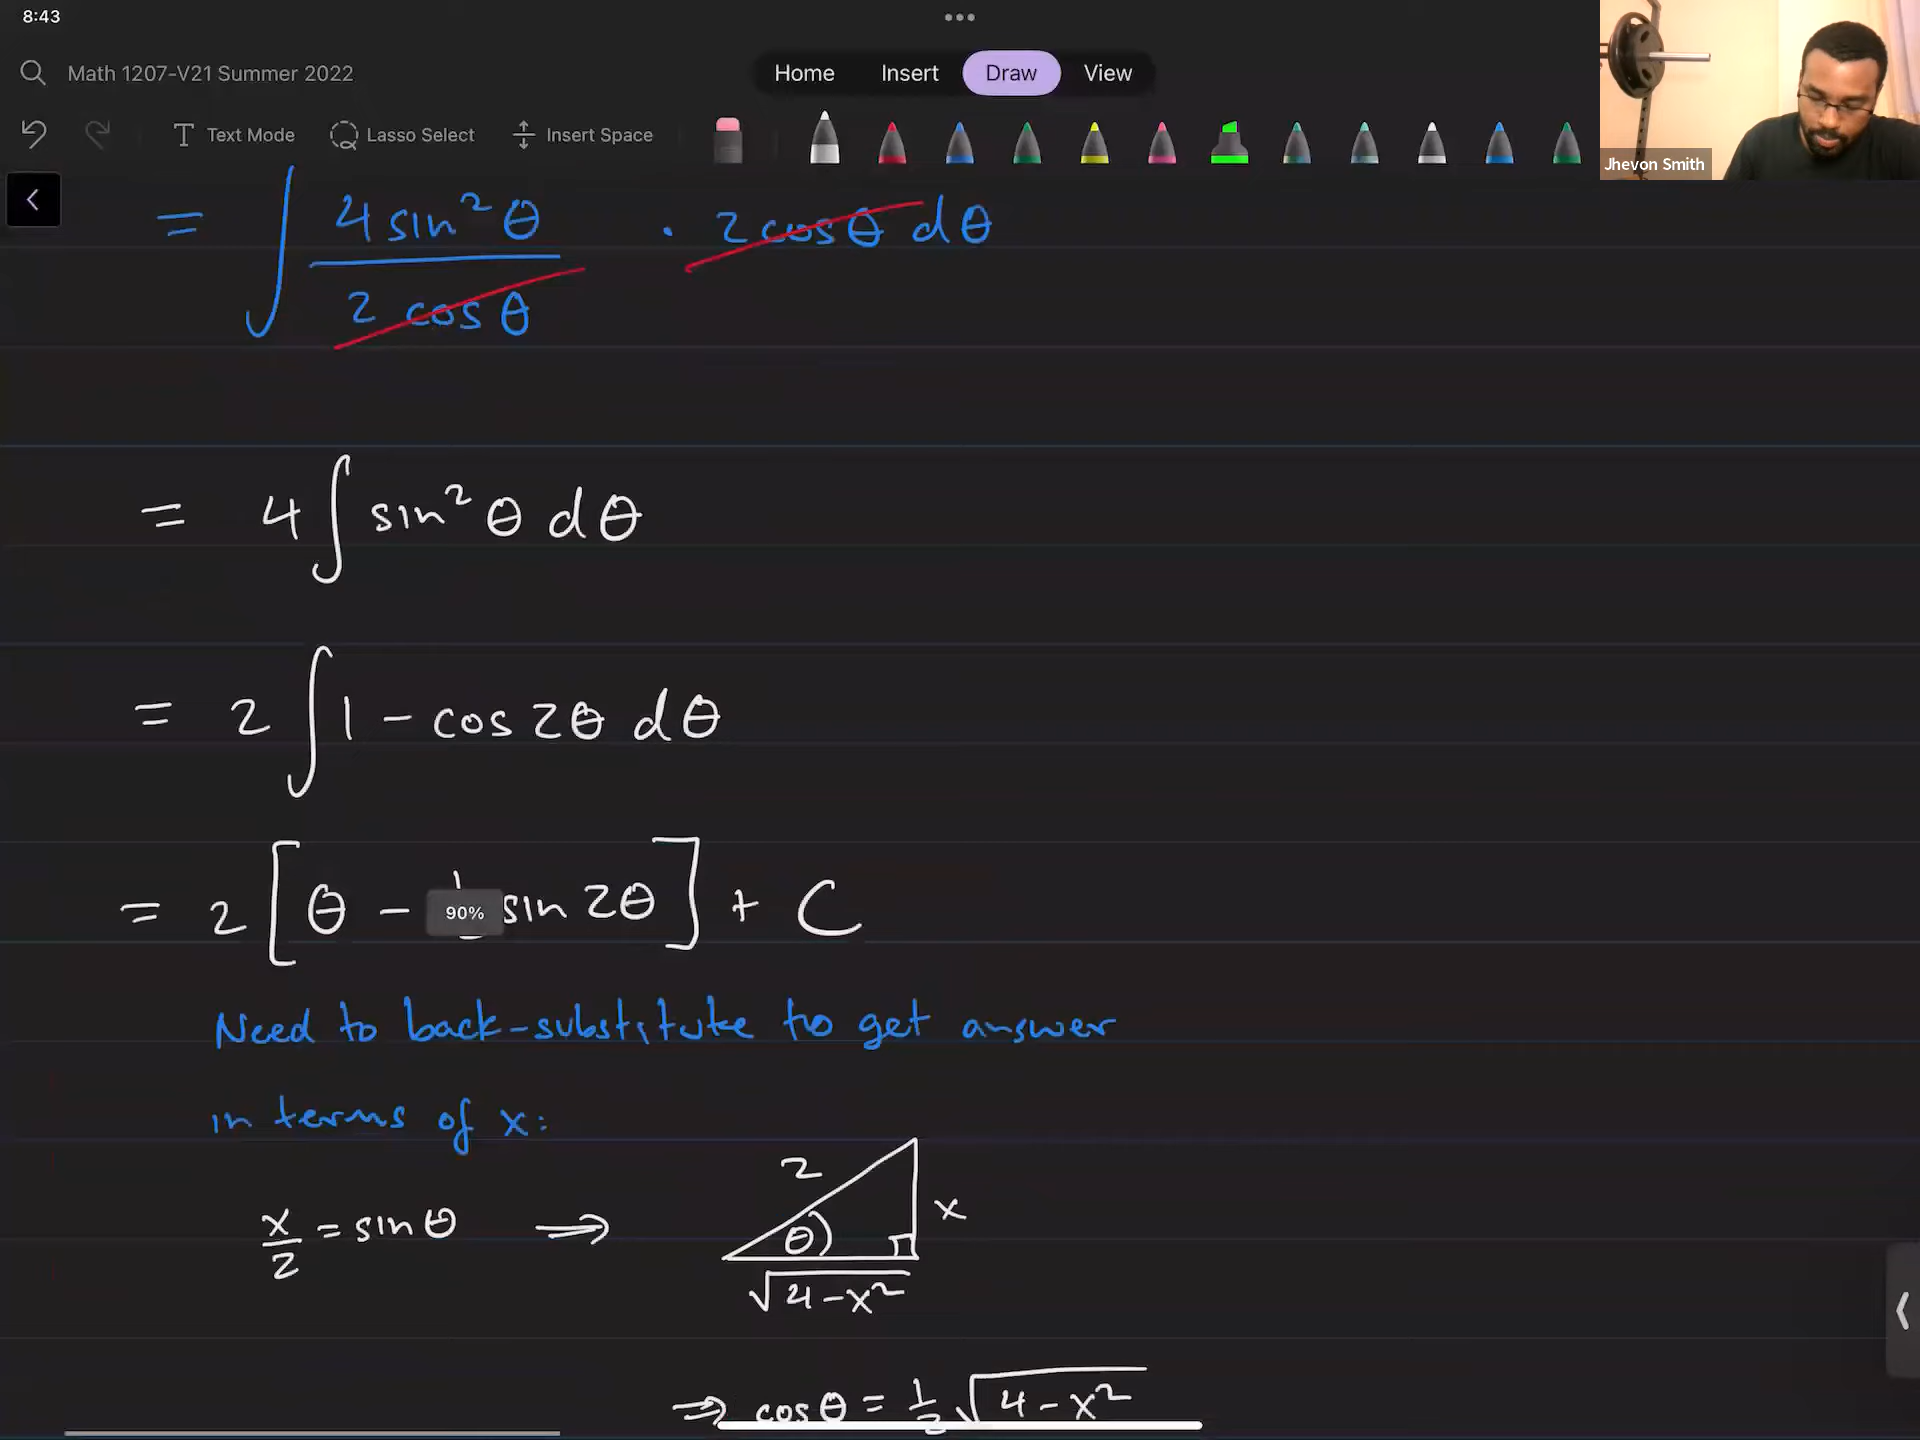 8:43
Math 1207-V21 Summer 2022
Home Insert Draw View
Text Mode Lasso Select Insert Space
Jhevon Smith
= ∫ 4 sin² θ / 2 cos θ · 2 cos θ dθ
= 4 ∫ sin² θ dθ
= 2 ∫ 1 - cos 2θ dθ
= 2 [ θ - sin 2θ ] + C
90%
Need to back-substitute to get answer
in terms of x:
x/2 = sin θ ⇒
2
θ
x
√4-x²
⇒ cos θ = 1/2 √4-x²